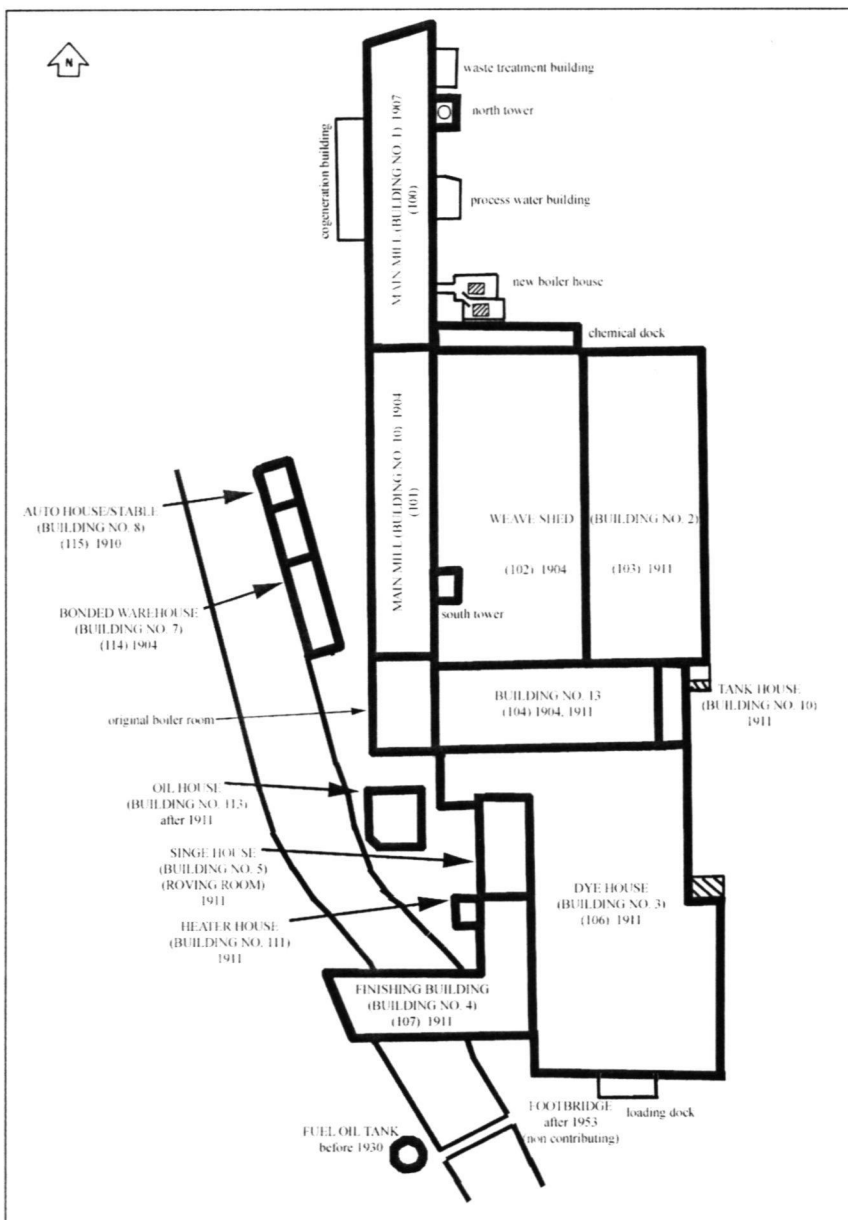 N
waste treatment building
north tower
cogeneration building
MAIN MILL (BUILDING NO. 1) 1907
(100)
process water building
new boiler house
chemical dock
MAIN MILL (BUILDING NO. 10) 1904
(101)
AUTO HOUSE/STABLE
(BUILDING NO. 8)
(115) 1910
WEAVE SHED
(BUILDING NO. 2)
(102) 1904
(103) 1911
BONDED WAREHOUSE
(BUILDING NO. 7)
(114) 1904
south tower
original boiler room
BUILDING NO. 13
(104) 1904, 1911
TANK HOUSE
(BUILDING NO. 10)
1911
OIL HOUSE
(BUILDING NO. 113)
after 1911
SINGE HOUSE
(BUILDING NO. 5)
(ROVING ROOM)
1911
DYE HOUSE
(BUILDING NO. 3)
(106) 1911
HEATER HOUSE
(BUILDING NO. 111)
1911
FINISHING BUILDING
(BUILDING NO. 4)
(107) 1911
FOOTBRIDGE
after 1953
(non contributing)
loading dock
FUEL OIL TANK
before 1930